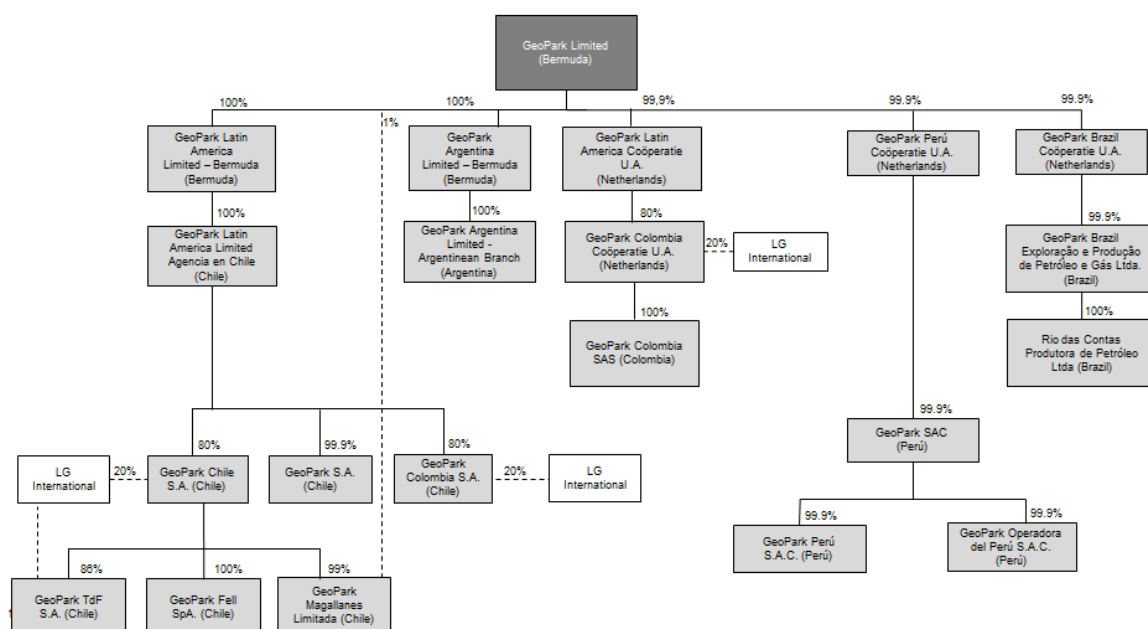 GeoPark Limited
(Bermuda)
100%
100%
99,9%
99.9%
99.9%
1%
GeoPark Latin
America
Limited – Bermuda
(Bermuda)
GeoPark
Argentina
Limited – Bermuda
(Bermuda)
GeoPark Latin
America Coöperatie
U.A.
(Netherlands)
GeoPark Perú
Coöperatie U.A.
(Netherlands)
GeoPark Brazil
Coöperatie U.A.
(Netherlands)
100%
100%
80%
99.9%
GeoPark Latin
America Limited
Agencia en Chile
(Chile)
GeoPark Argentina
Limited -
Argentinean Branch
(Argentina)
GeoPark Colombia
Coöperatie U.A.
(Netherlands)
20%
LG
International
GeoPark Brazil
Exploração e Produção
de Petróleo e Gás Ltda.
(Brazil)
100%
100%
GeoPark Colombia
SAS (Colombia)
Rio das Contas
Produtora de Petróleo
Ltda (Brazil)
99.9%
GeoPark SAC
(Perú)
80%
99.9%
80%
LG
International
20%
GeoPark Chile
S.A. (Chile)
GeoPark S.A.
(Chile)
GeoPark
Colombia S.A.
(Chile)
20%
LG
International
99.9%
99.9%
GeoPark Perú
S.A.C. (Perú)
GeoPark Operadora
del Perú S.A.C.
(Perú)
86%
100%
99%
GeoPark TdF
S.A. (Chile)
GeoPark Fell
SpA. (Chile)
GeoPark
Magallanes
Limitada (Chile)